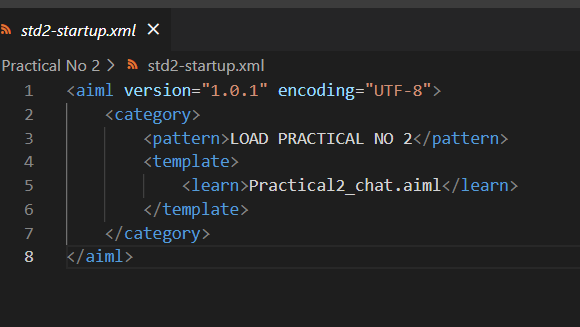 std2-startup.xml ×
Practical No 2 > std2-startup.xml
1 <aiml version="1.0.1" encoding="UTF-8">
2 <category>
3 <pattern>LOAD PRACTICAL NO 2</pattern>
4 <template>
5 <learn>Practical2_chat.aiml</learn>
6 </template>
7 </category>
8 </aiml>